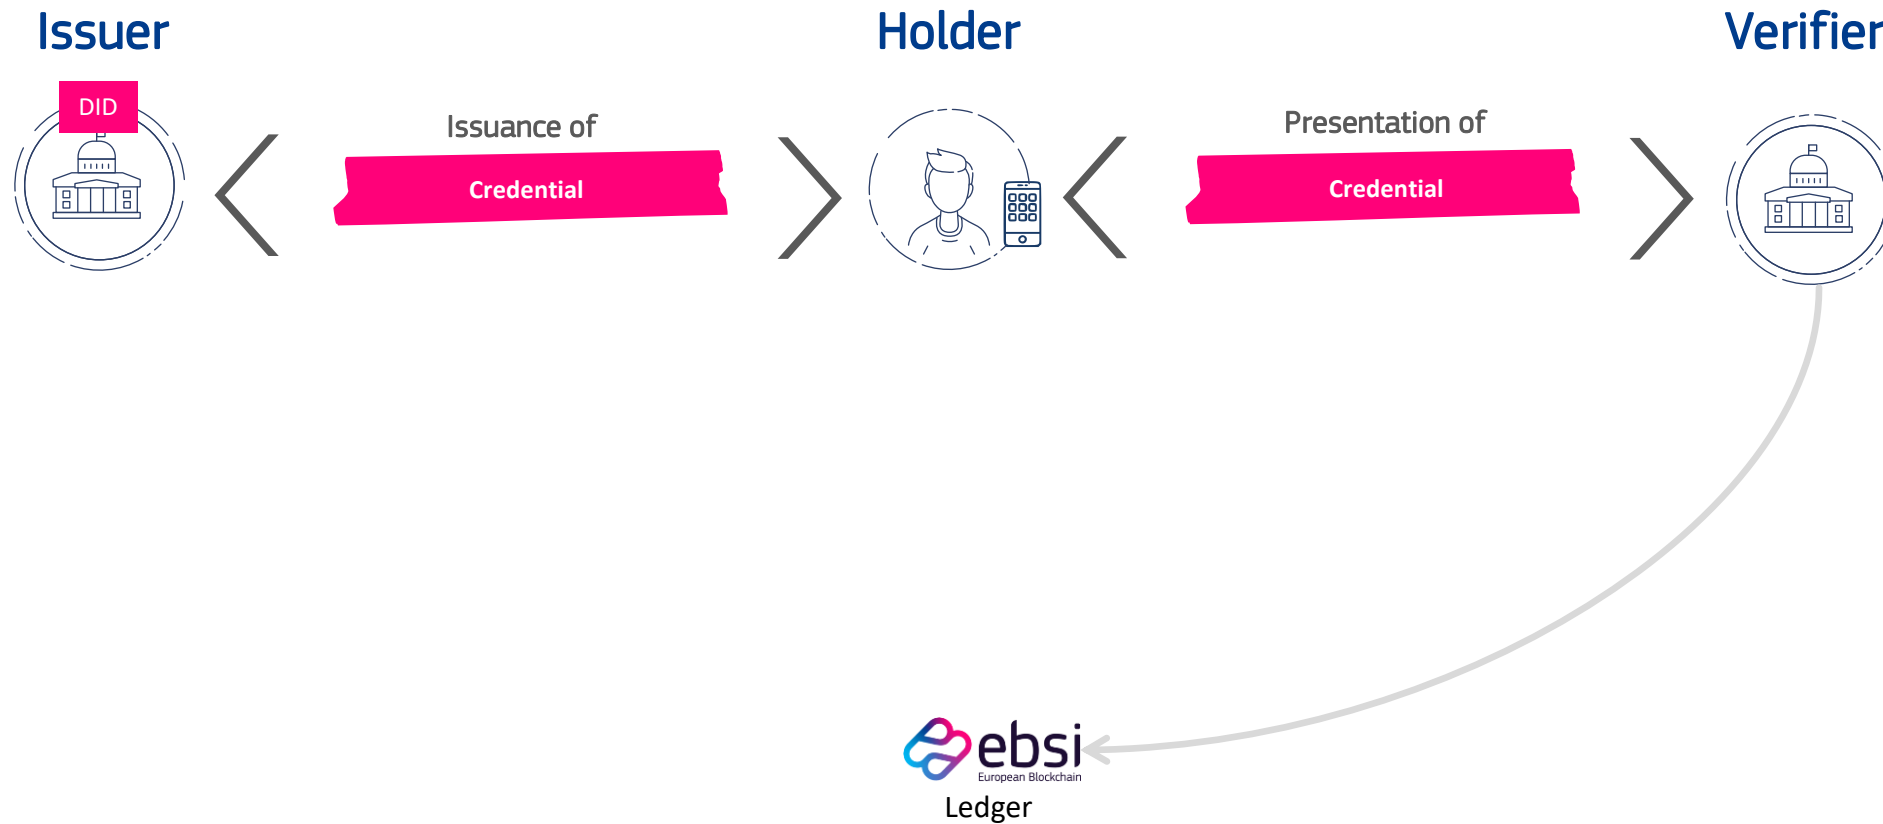 Issuer
Holder
Verifier
DID
Issuance of
Credential
Presentation of
Credential
ebsi
European Blockchain
Ledger